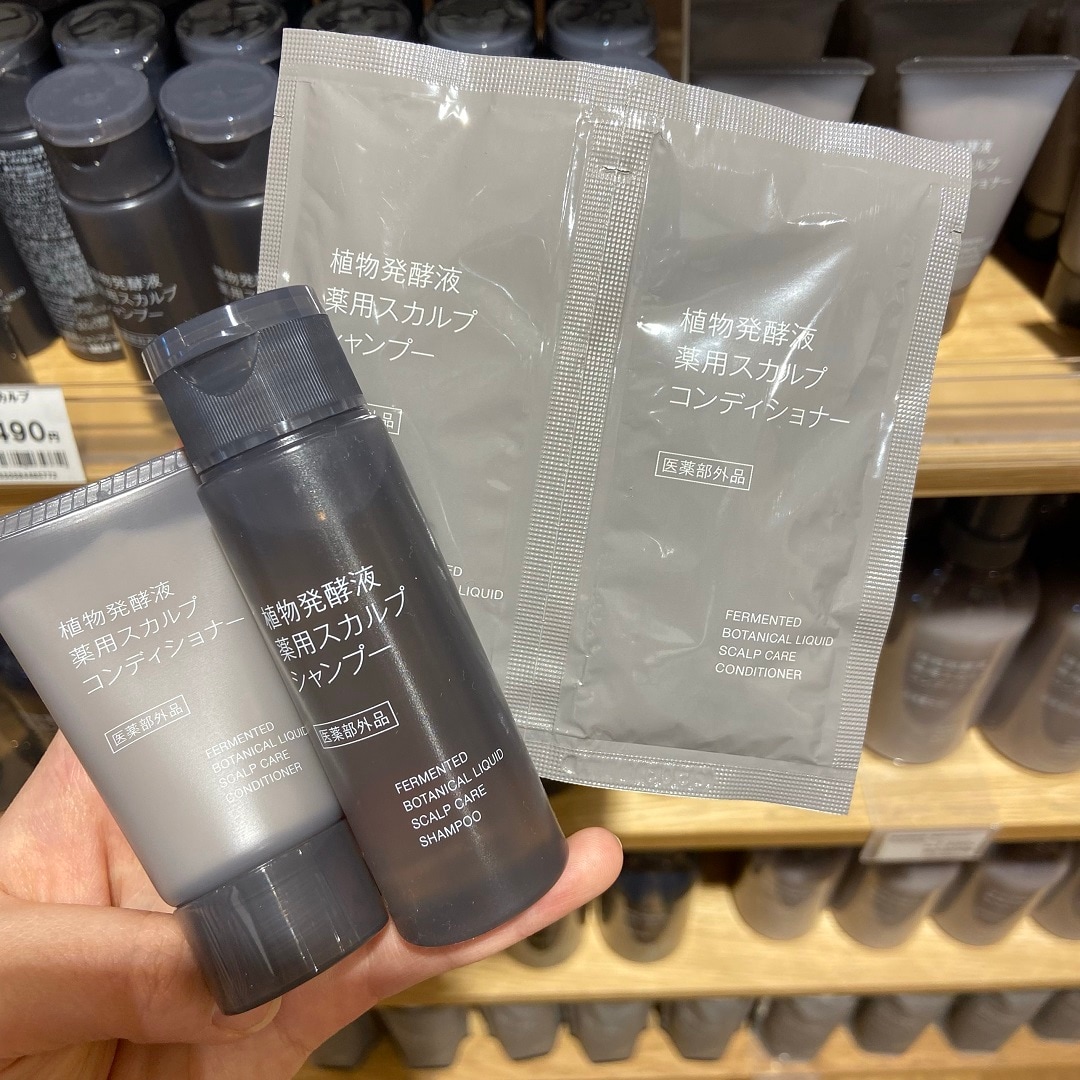 植物発酵液
薬用スカルプ
シャンプー
植物発酵液
薬用スカルプ
コンディショナー
医薬部外品
LIQUID
FERMENTED
BOTANICAL LIQUID
SCALP CARE
CONDITIONER
植物発酵液
薬用スカルプ
コンディショナー
医薬部外品
FERMENTED
BOTANICAL LIQUID
SCALP CARE
CONDITIONER
植物発酵液
薬用スカルプ
シャンプー
医薬部外品
FERMENTED
BOTANICAL LIQUID
SCALP CARE
SHAMPOO
490円